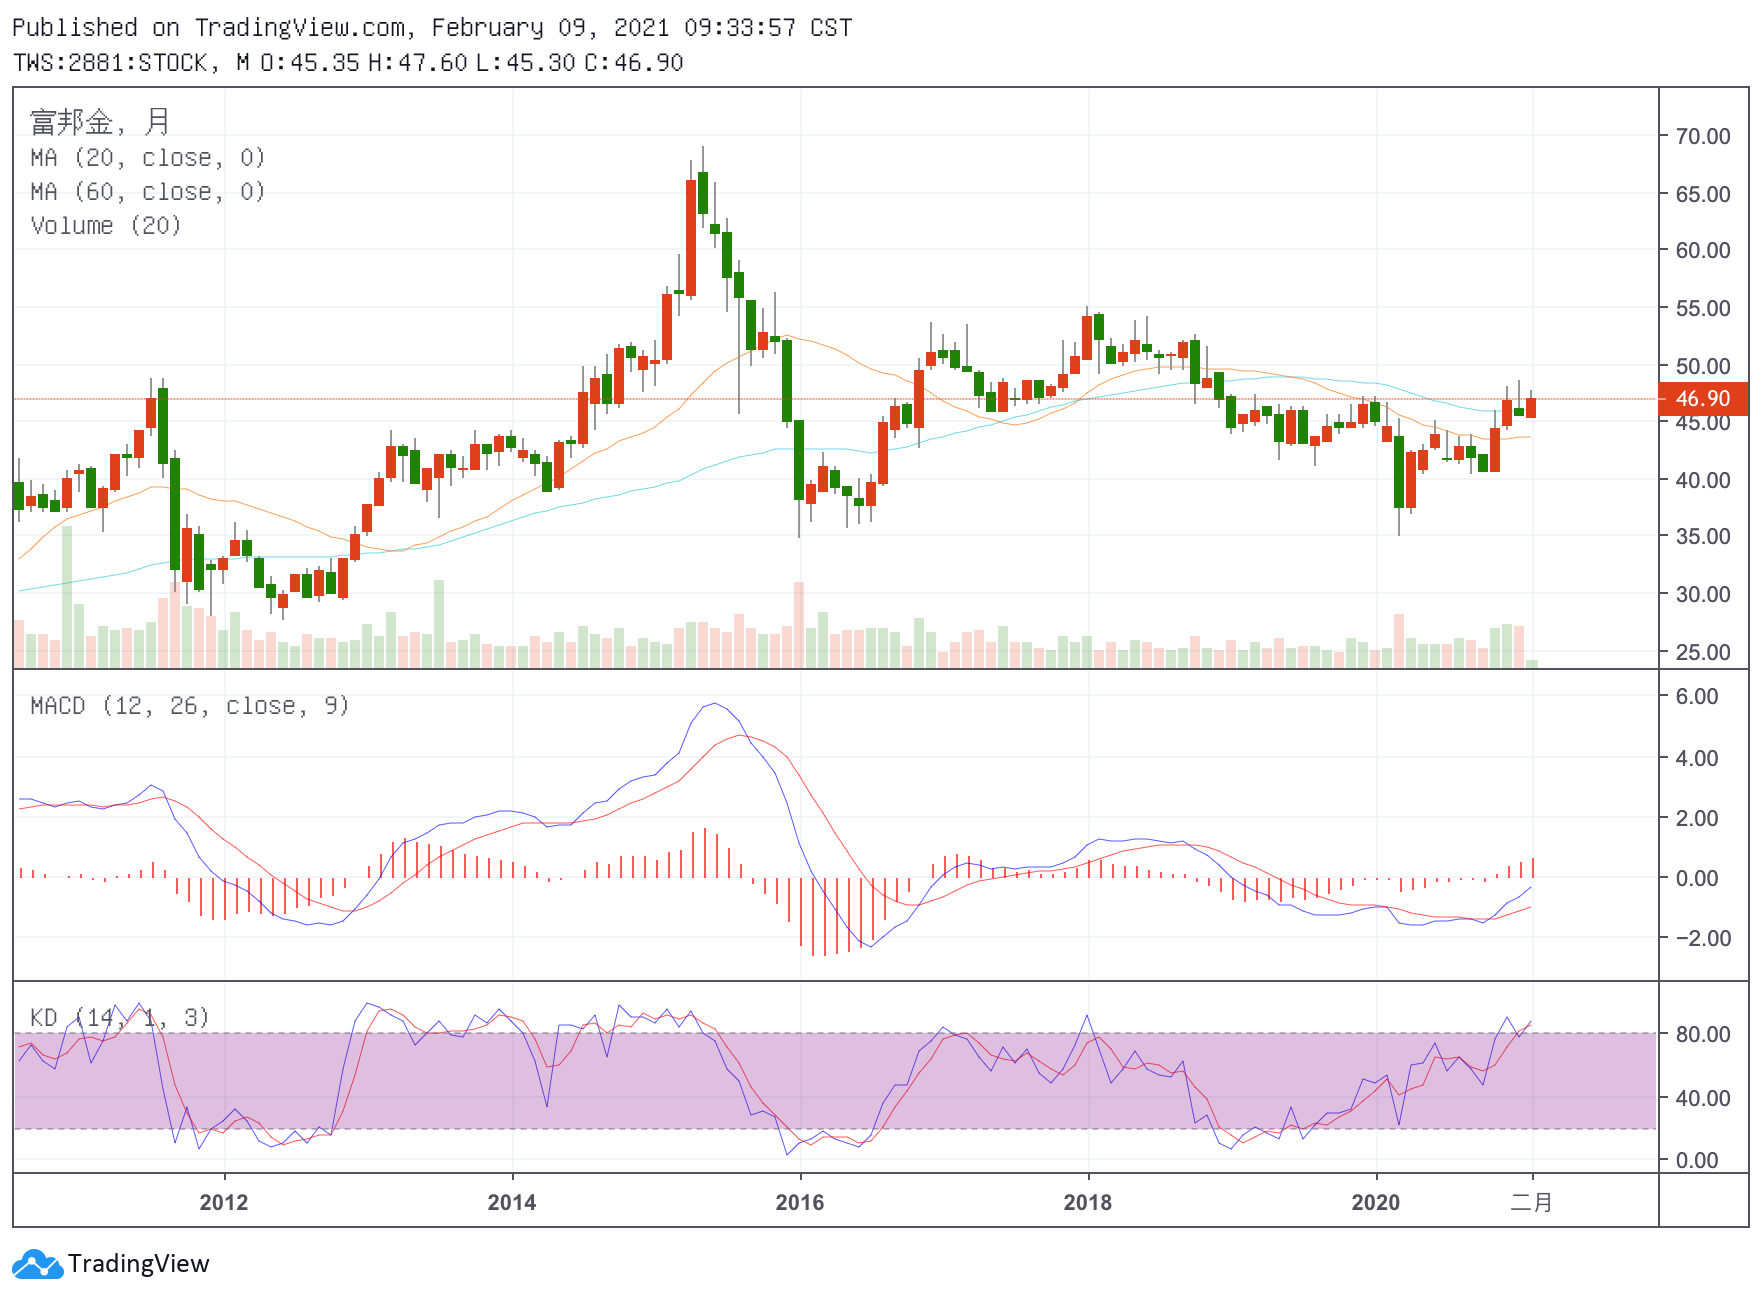 Published on TradingView.com, February 09, 2021 09:33:57 CST
TWS:2881:STOCK, M O:45.35 H:47.60 L:45.30 C:46.90
富邦金, 月
MA (20, close, 0)
MA (60, close, 0)
Volume (20)
70.00
65.00
60.00
55.00
50.00
46.90
45.00
40.00
35.00
30.00
25.00
MACD (12, 26, close, 9)
6.00
4.00
2.00
0.00
−2.00
KD (14, 1, 3)
80.00
40.00
0.00
2012 2014 2016 2018 2020 二月
TradingView